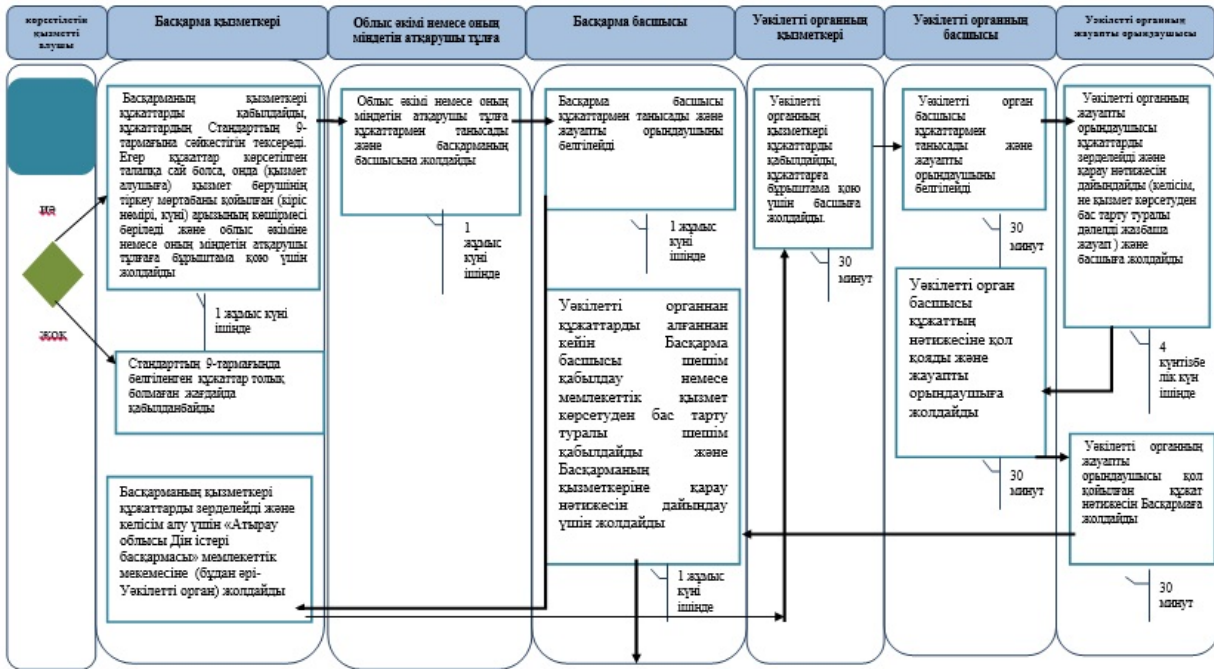 көрсетілетін
қызметті
алушы
Басқарма қызметкері
Облыс әкімі немесе оның
міндетін атқарушы тұлға
Басқарма басшысы
Уәкілетті органның
қызметкері
Уәкілетті органның
басшысы
Уәкілетті органның
жауапты орындаушысы
иә
жоқ
Басқарманың қызметкері
құжаттарды қабылдайды,
құжаттардың Стандарттың 9-
тармағына сәйкестігін тексереді.
Егер құжаттар көрсетілген
талапқа сай болса, онда (қызмет
алушыға) қызмет берушінің
тіркеу мөртабаны қойылған (кіріс
нөмірі, күні) арызының көшірмесі
беріледі және облыс әкіміне
немесе оның міндетін атқарушы
тұлғаға бұрыштама қою үшін
жолдайды
1 жұмыс күні
ішінде
Стандарттың 9-тармағында
белгіленген құжаттар толық
болмаған жағдайда
қабылданбайды
Басқарманың қызметкері
құжаттарды зерделейді және
келісім алу үшін «Атырау
облысы Дін істері
басқармасы» мемлекеттік
мекемесіне (бұдан әрі-
Уәкілетті орган) жолдайды
Облыс әкімі немесе оның
міндетін атқарушы тұлға
құжаттармен танысады
және басқарманың
басшысына жолдайды
1
жұмыс
күні
ішінде
Басқарма басшысы
құжаттармен танысады және
жауапты орындаушыны
белгілейді
1 жұмыс
күні
ішінде
Уәкілетті органнан
құжаттарды алғаннан
кейін Басқарма
басшысы шешім
қабылдау немесе
мемлекеттік қызмет
көрсетуден бас тарту
туралы шешім
қабылдайды және
Басқарманың
қызметкеріне қарау
нәтижесін дайындау
үшін жолдайды
1 жұмыс
күні
ішінде
Уәкілетті
органның
қызметкері
құжаттарды
қабылдайды,
құжаттарға
бұрыштама қою
үшін басшыға
жолдайды.
30
минут
Уәкілетті орган
басшысы
құжаттармен
танысады және
жауапты
орындаушыны
белгілейді
30
минут
Уәкілетті орган
басшысы
құжаттың
нәтижесіне қол
қояды және
жауапты
орындаушыға
жолдайды
30
минут
Уәкілетті органның
жауапты
орындаушысы
құжаттарды
зерделейді және
қарау нәтижесін
дайындайды (келісім,
не қызмет көрсетуден
бас тарту туралы
дәлелді жазбаша
жауап ) және
басшыға жолдайды
4
күнтізбе
лік күн
ішінде
Уәкілетті органның
жауапты
орындаушысы қол
қойылған құжат
нәтижесін Басқармаға
жолдайды
30
минут